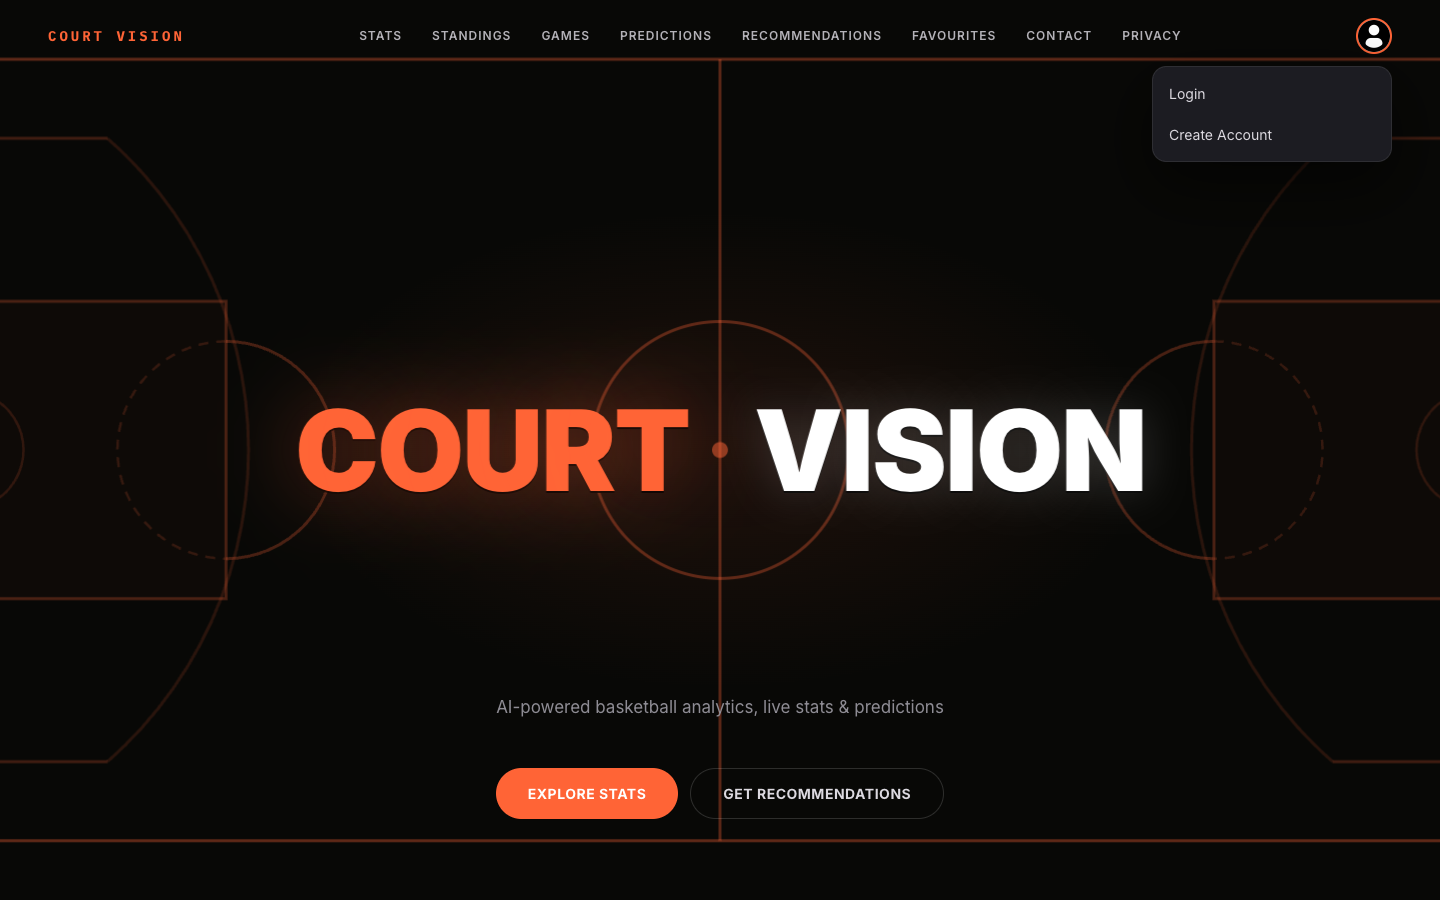 COURT VISION
STATS STANDINGS GAMES PREDICTIONS RECOMMENDATIONS FAVOURITES CONTACT PRIVACY
Login
Create Account
COURT VISION
AI-powered basketball analytics, live stats & predictions
EXPLORE STATS GET RECOMMENDATIONS